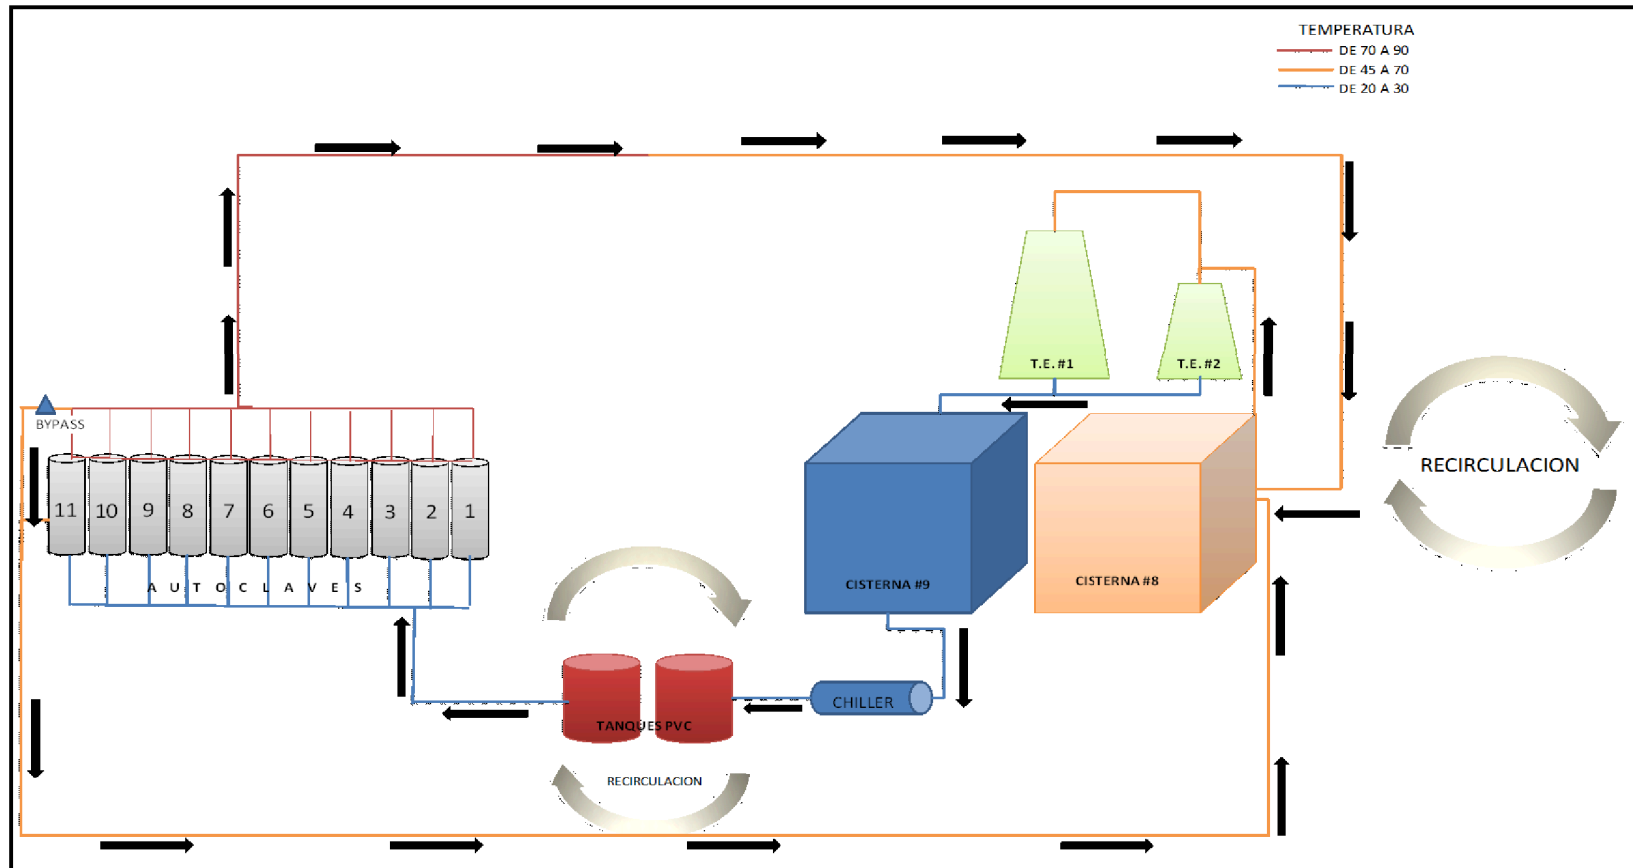 TEMPERATURA
DE 70 A 90
DE 45 A 70
DE 20 A 30
T.E. #1
T.E. #2
BYPASS
RECIRCULACION
11 10 9 8 7 6 5 4 3 2 1
AUTOCLAVES
CISTERNA #9
CISTERNA #8
CHILLER
TANQUES PVC
RECIRCULACION